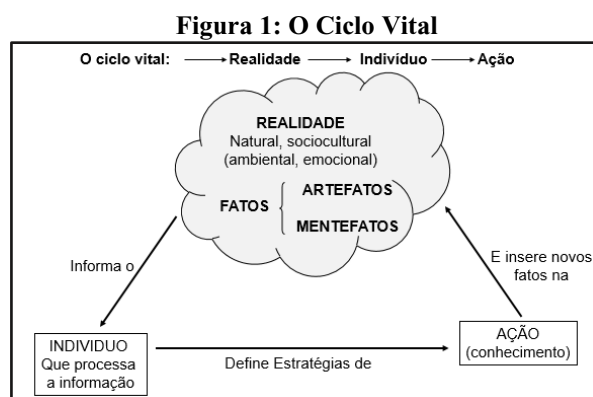 Figura 1: O Ciclo Vital
O ciclo vital: Realidade Indivíduo Ação
REALIDADE
Natural, sociocultural
(ambiental, emocional)
FATOS
ARTEFATOS
MENTEFATOS
Informa o
E insere novos
fatos na
INDIVIDUO
Que processa
a informação
Define Estratégias de
AÇÃO
(conhecimento)